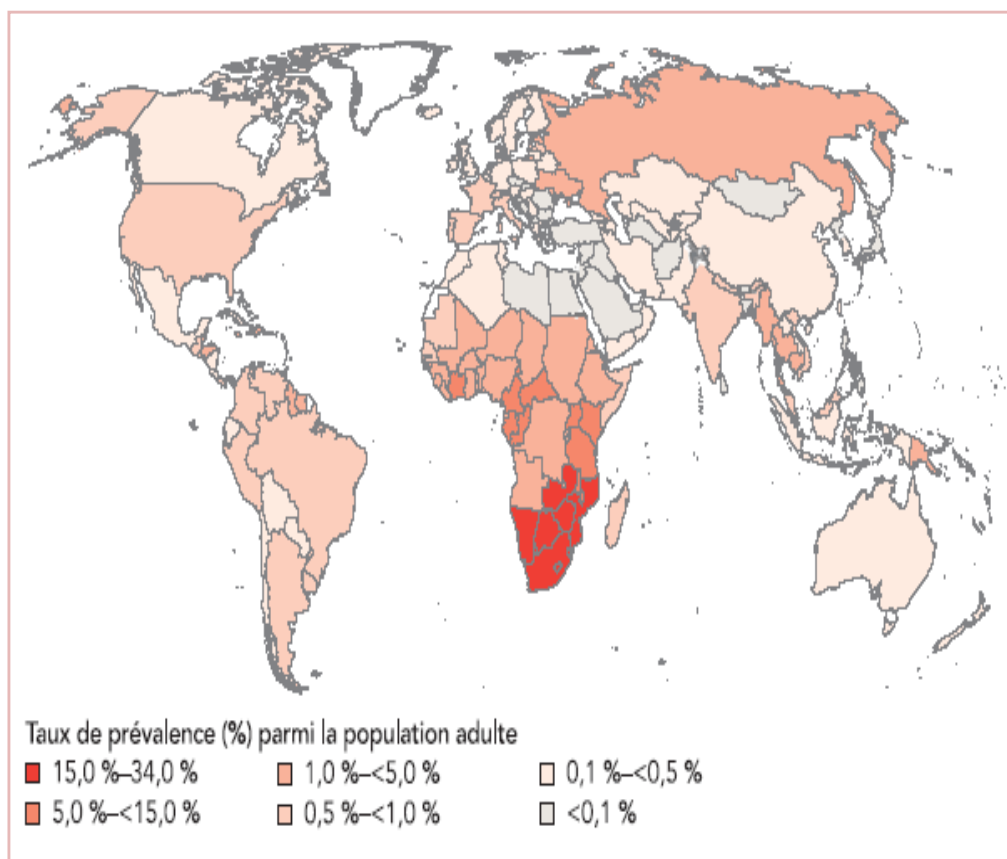 Taux de prévalence (%) parmi la population adulte
15,0 %–34,0 % 1,0 %–<5,0 % 0,1 %–<0,5 %
5,0 %–<15,0 % 0,5 %–<1,0 % <0,1 %